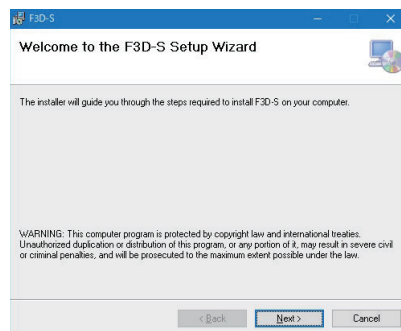 F3D-S
Welcome to the F3D-S Setup Wizard
The installer will guide you through the steps required to install F3D-S on your computer.
WARNING: This computer program is protected by copyright law and international treaties.
Unauthorized duplication or distribution of this program, or any portion of it, may result in severe civil
or criminal penalties, and will be prosecuted to the maximum extent possible under the law.
< Back Next > Cancel